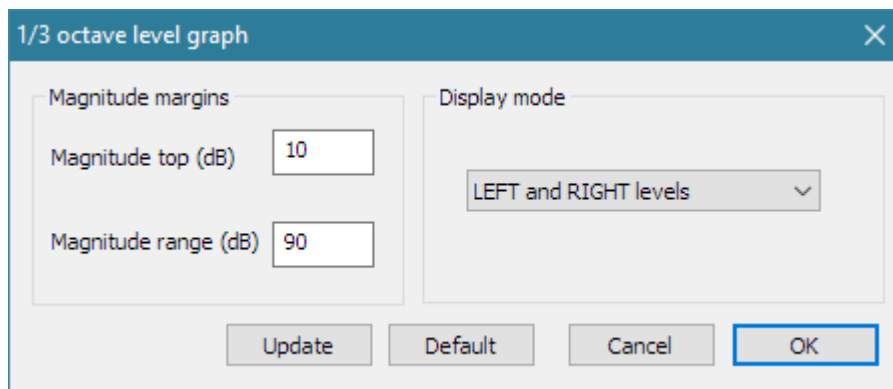 1/3 octave level graph
Magnitude margins
Magnitude top (dB) 10
Magnitude range (dB) 90
Display mode
LEFT and RIGHT levels
Update Default Cancel OK